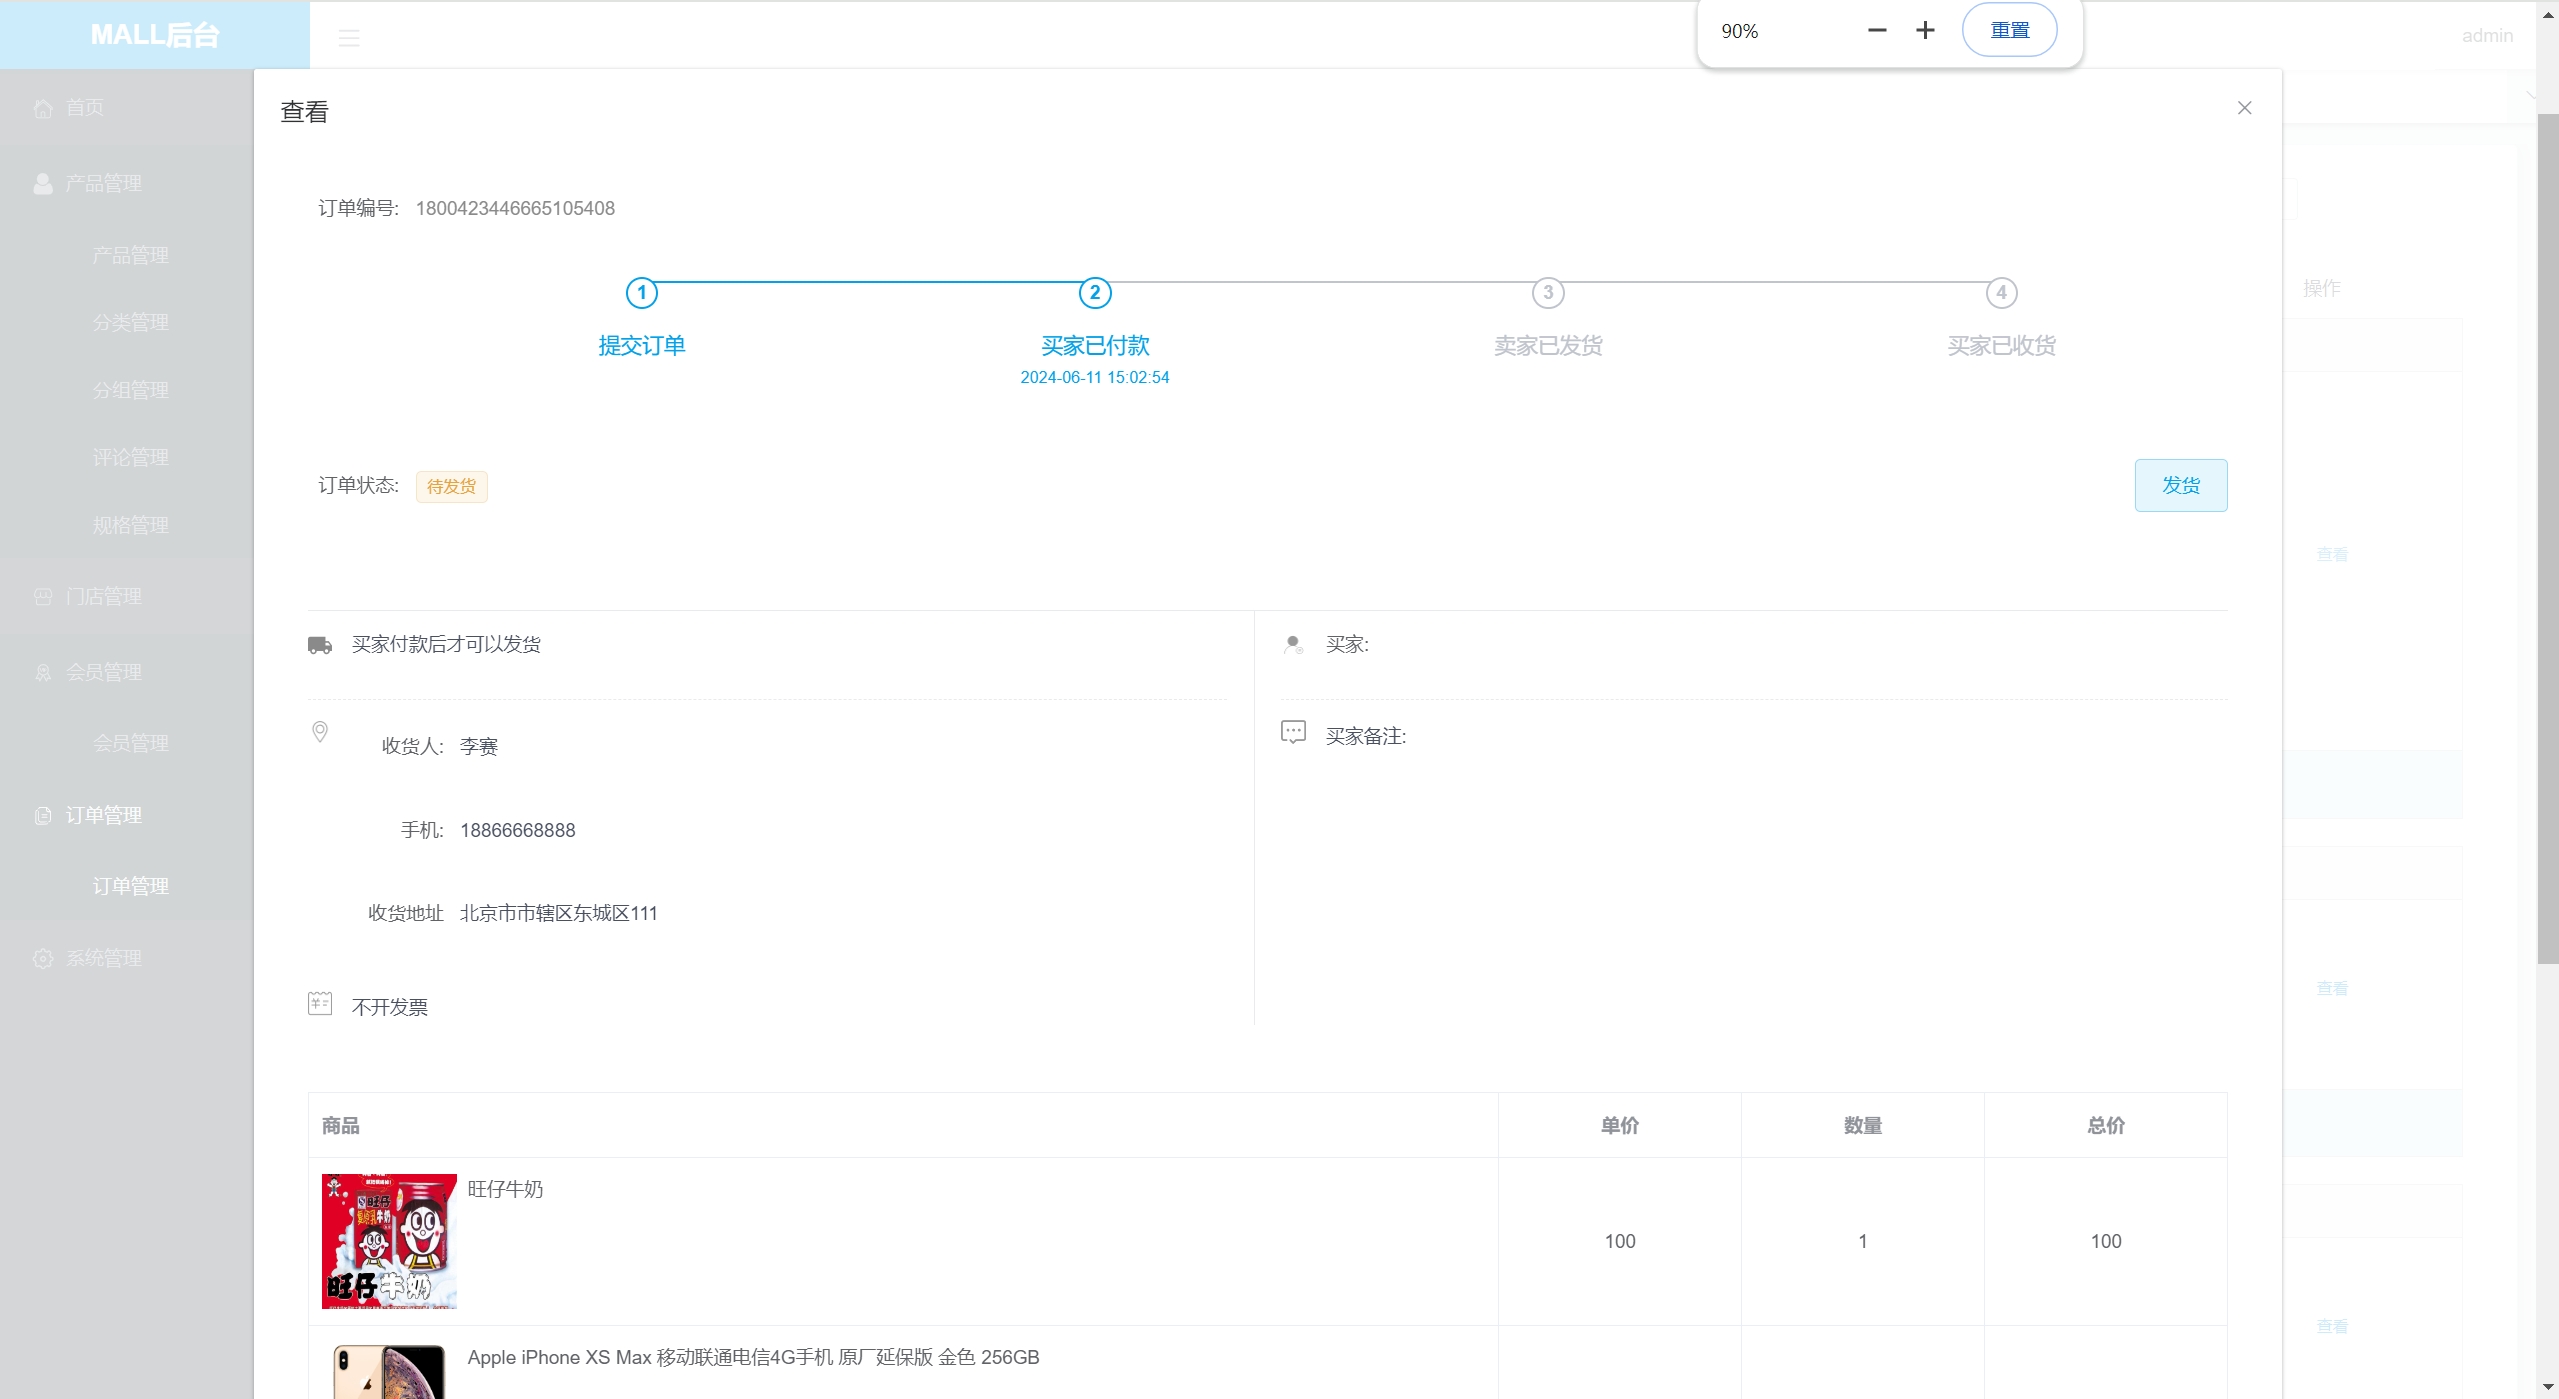 MALL后台
90%
重置
admin
首页
查看
产品管理
订单编号: 1800423446665105408
产品管理
操作
1
2
3
4
分类管理
提交订单
买家已付款
卖家已发货
买家已收货
2024-06-11 15:02:54
分组管理
评论管理
订单状态: 待发货
发货
规格管理
查看
门店管理
买家付款后才可以发货
买家:
会员管理
会员管理
收货人: 李赛
买家备注:
订单管理
手机: 18866668888
订单管理
收货地址 北京市市辖区东城区111
系统管理
查看
不开发票
商品 单价 数量 总价
旺仔牛奶
旺仔
旺仔牛奶
100 1 100
查看
Apple iPhone XS Max 移动联通电信4G手机 原厂延保版 金色 256GB